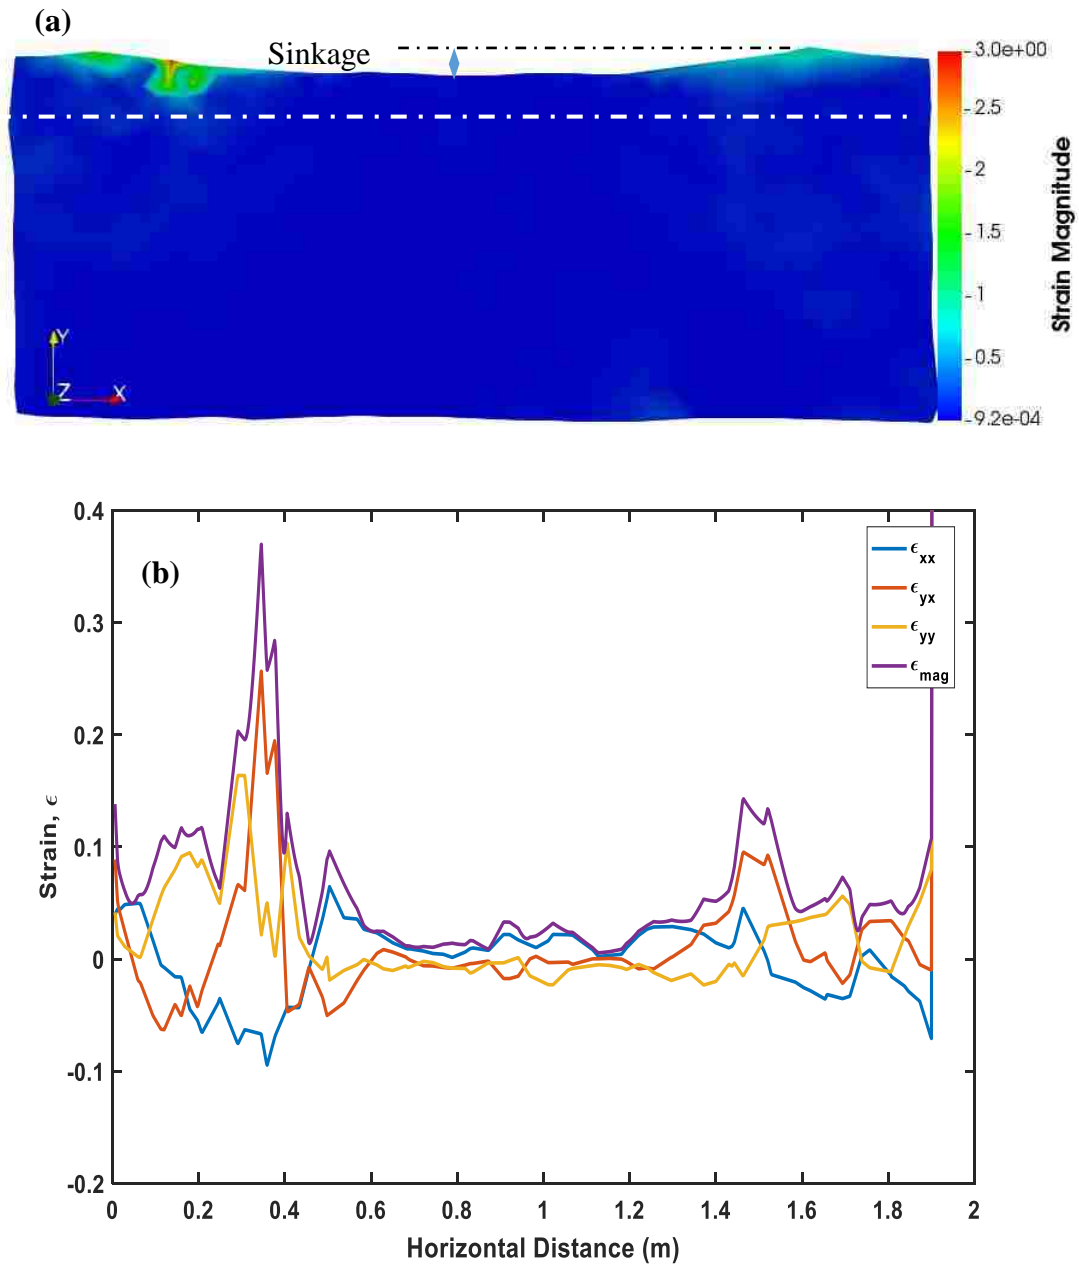 (a)
Sinkage
3.0e+00
2.5
2
1.5
1
0.5
9.2e-04
Strain Magnitude
Y
Z X
(b)
0.4
0.3
0.2
0.1
0
-0.1
-0.2
Strain, ϵ
ϵxx
ϵyx
ϵyy
ϵmag
0 0.2 0.4 0.6 0.8 1 1.2 1.4 1.6 1.8 2
Horizontal Distance (m)